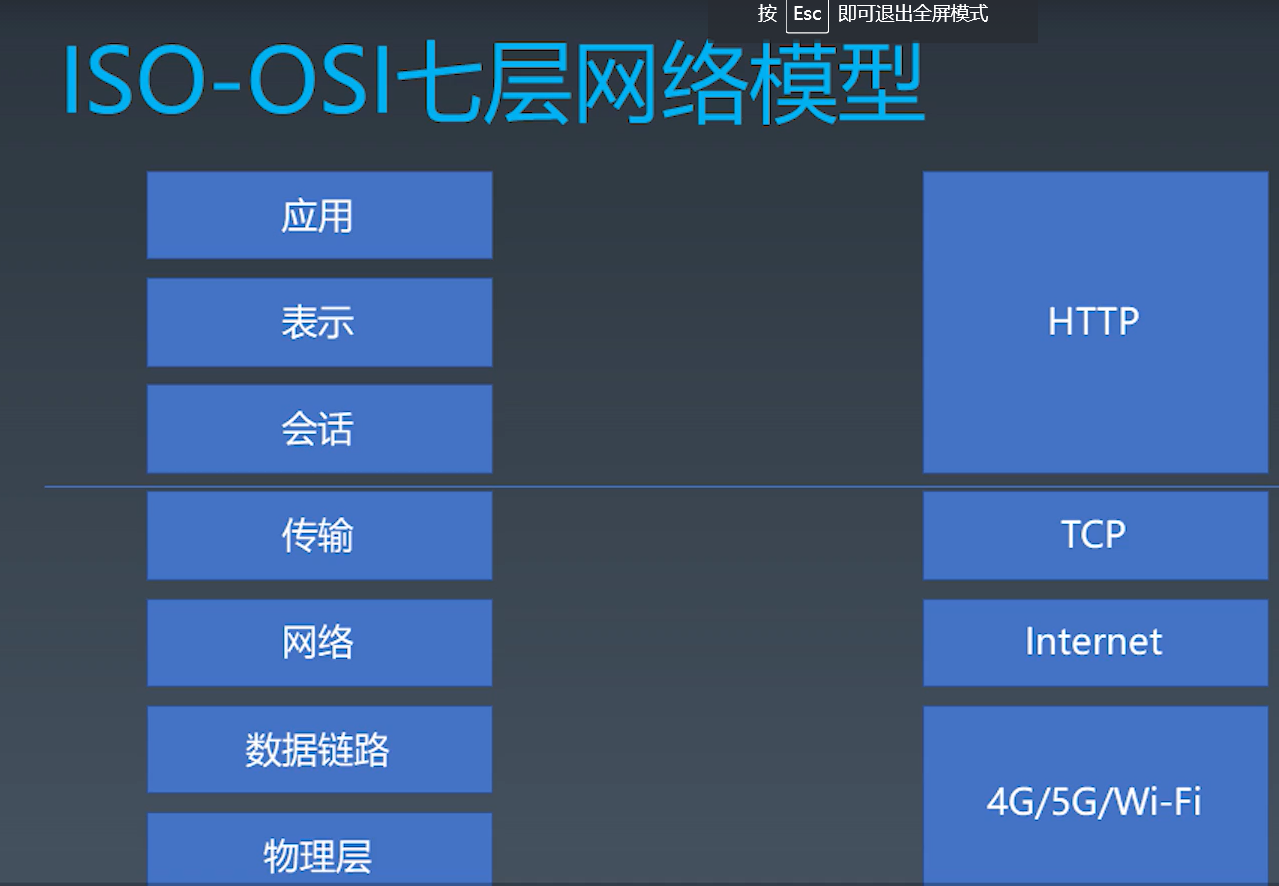 按 Esc 即可退出全屏模式
ISO-OSI七层网络模型
应用
表示
会话
传输
网络
数据链路
物理层
HTTP
TCP
Internet
4G/5G/Wi-Fi